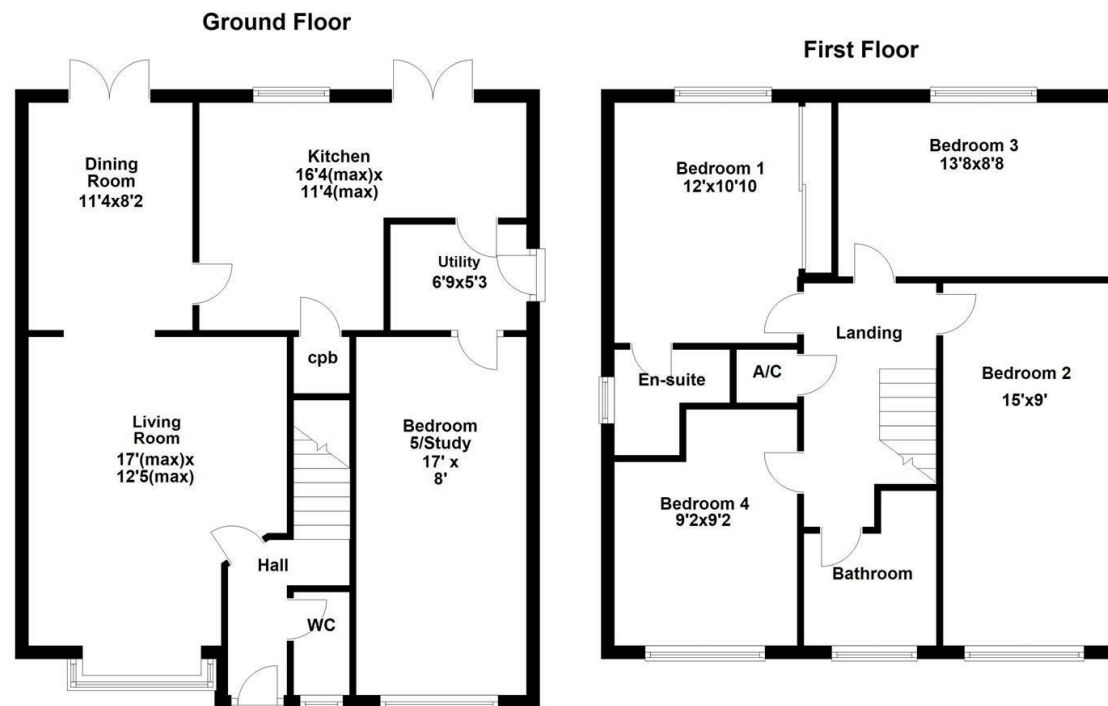 Ground Floor
Dining
Room
11'4x8'2
Kitchen
16'4(max)x
11'4(max)
Utility
6'9x5'3
cpb
Living
Room
17'(max)x
12'5(max)
Bedroom
5/Study
17' x
8'
Hall
WC
First Floor
Bedroom 1
12'x10'10
Bedroom 3
13'8x8'8
Landing
En-suite
A/C
Bedroom 2
15'x9'
Bedroom 4
9'2x9'2
Bathroom